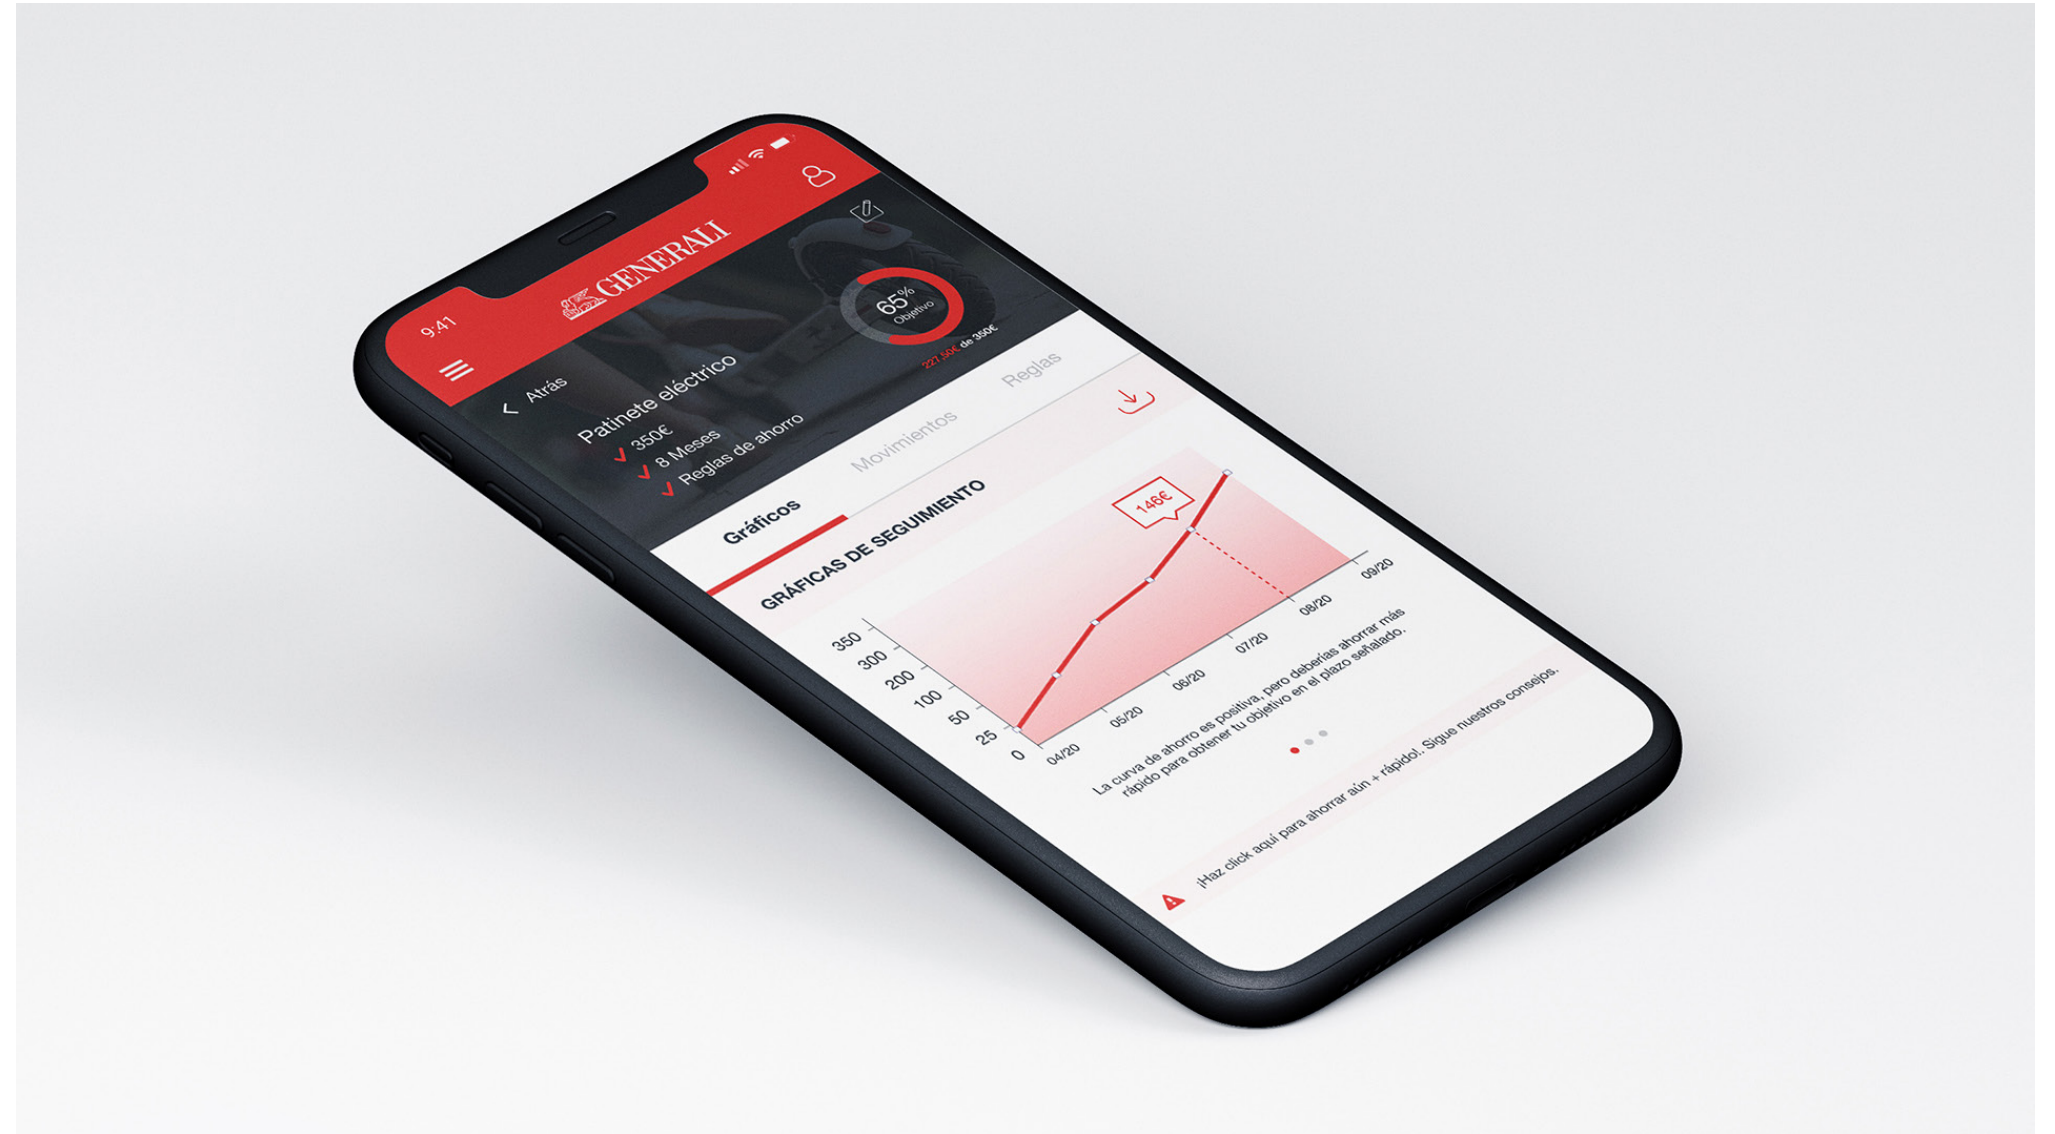 9:41
GENERALI
Atrás
Patinete eléctrico
350€
8 Meses
Reglas de ahorro
65%
Objetivo
227,50€ de 350€
Gráficos
Movimientos
Reglas
GRÁFICAS DE SEGUIMIENTO
146€
350
300
200
100
50
25
0
04/20
05/20
06/20
07/20
08/20
09/20
La curva de ahorro es positiva, pero deberías ahorrar más
rápido para obtener tu objetivo en el plazo señalado.
¡Haz click aquí para ahorrar aún + rápido!. Sigue nuestros consejos.